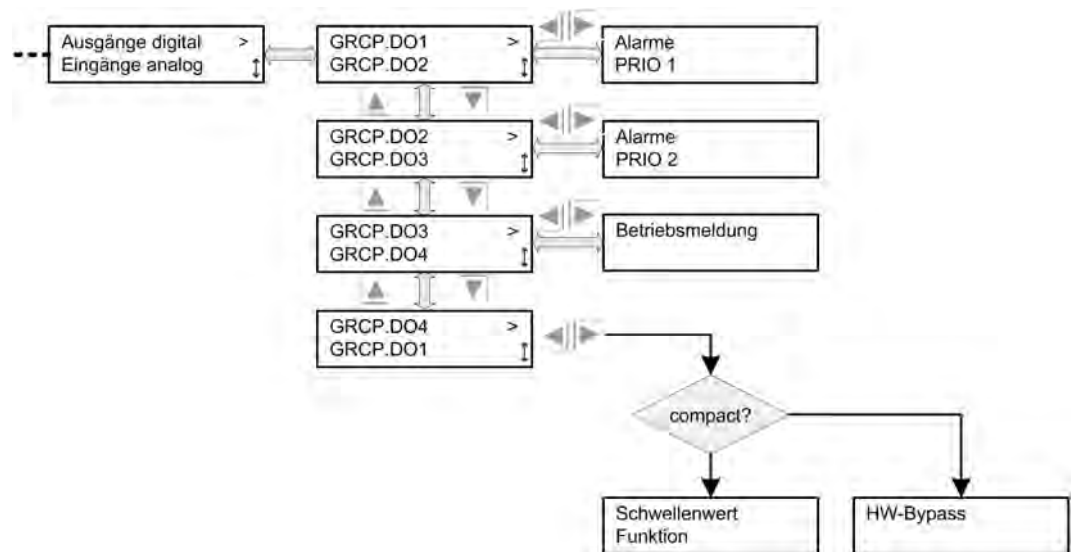 Ausgänge digital >
Eingänge analog
GRCP.DO1 >
GRCP.DO2
Alarme
PRIO 1
GRCP.DO2 >
GRCP.DO3
Alarme
PRIO 2
GRCP.DO3 >
GRCP.DO4
Betriebsmeldung
GRCP.DO4 >
GRCP.DO1
compact?
Schwellenwert
Funktion
HW-Bypass